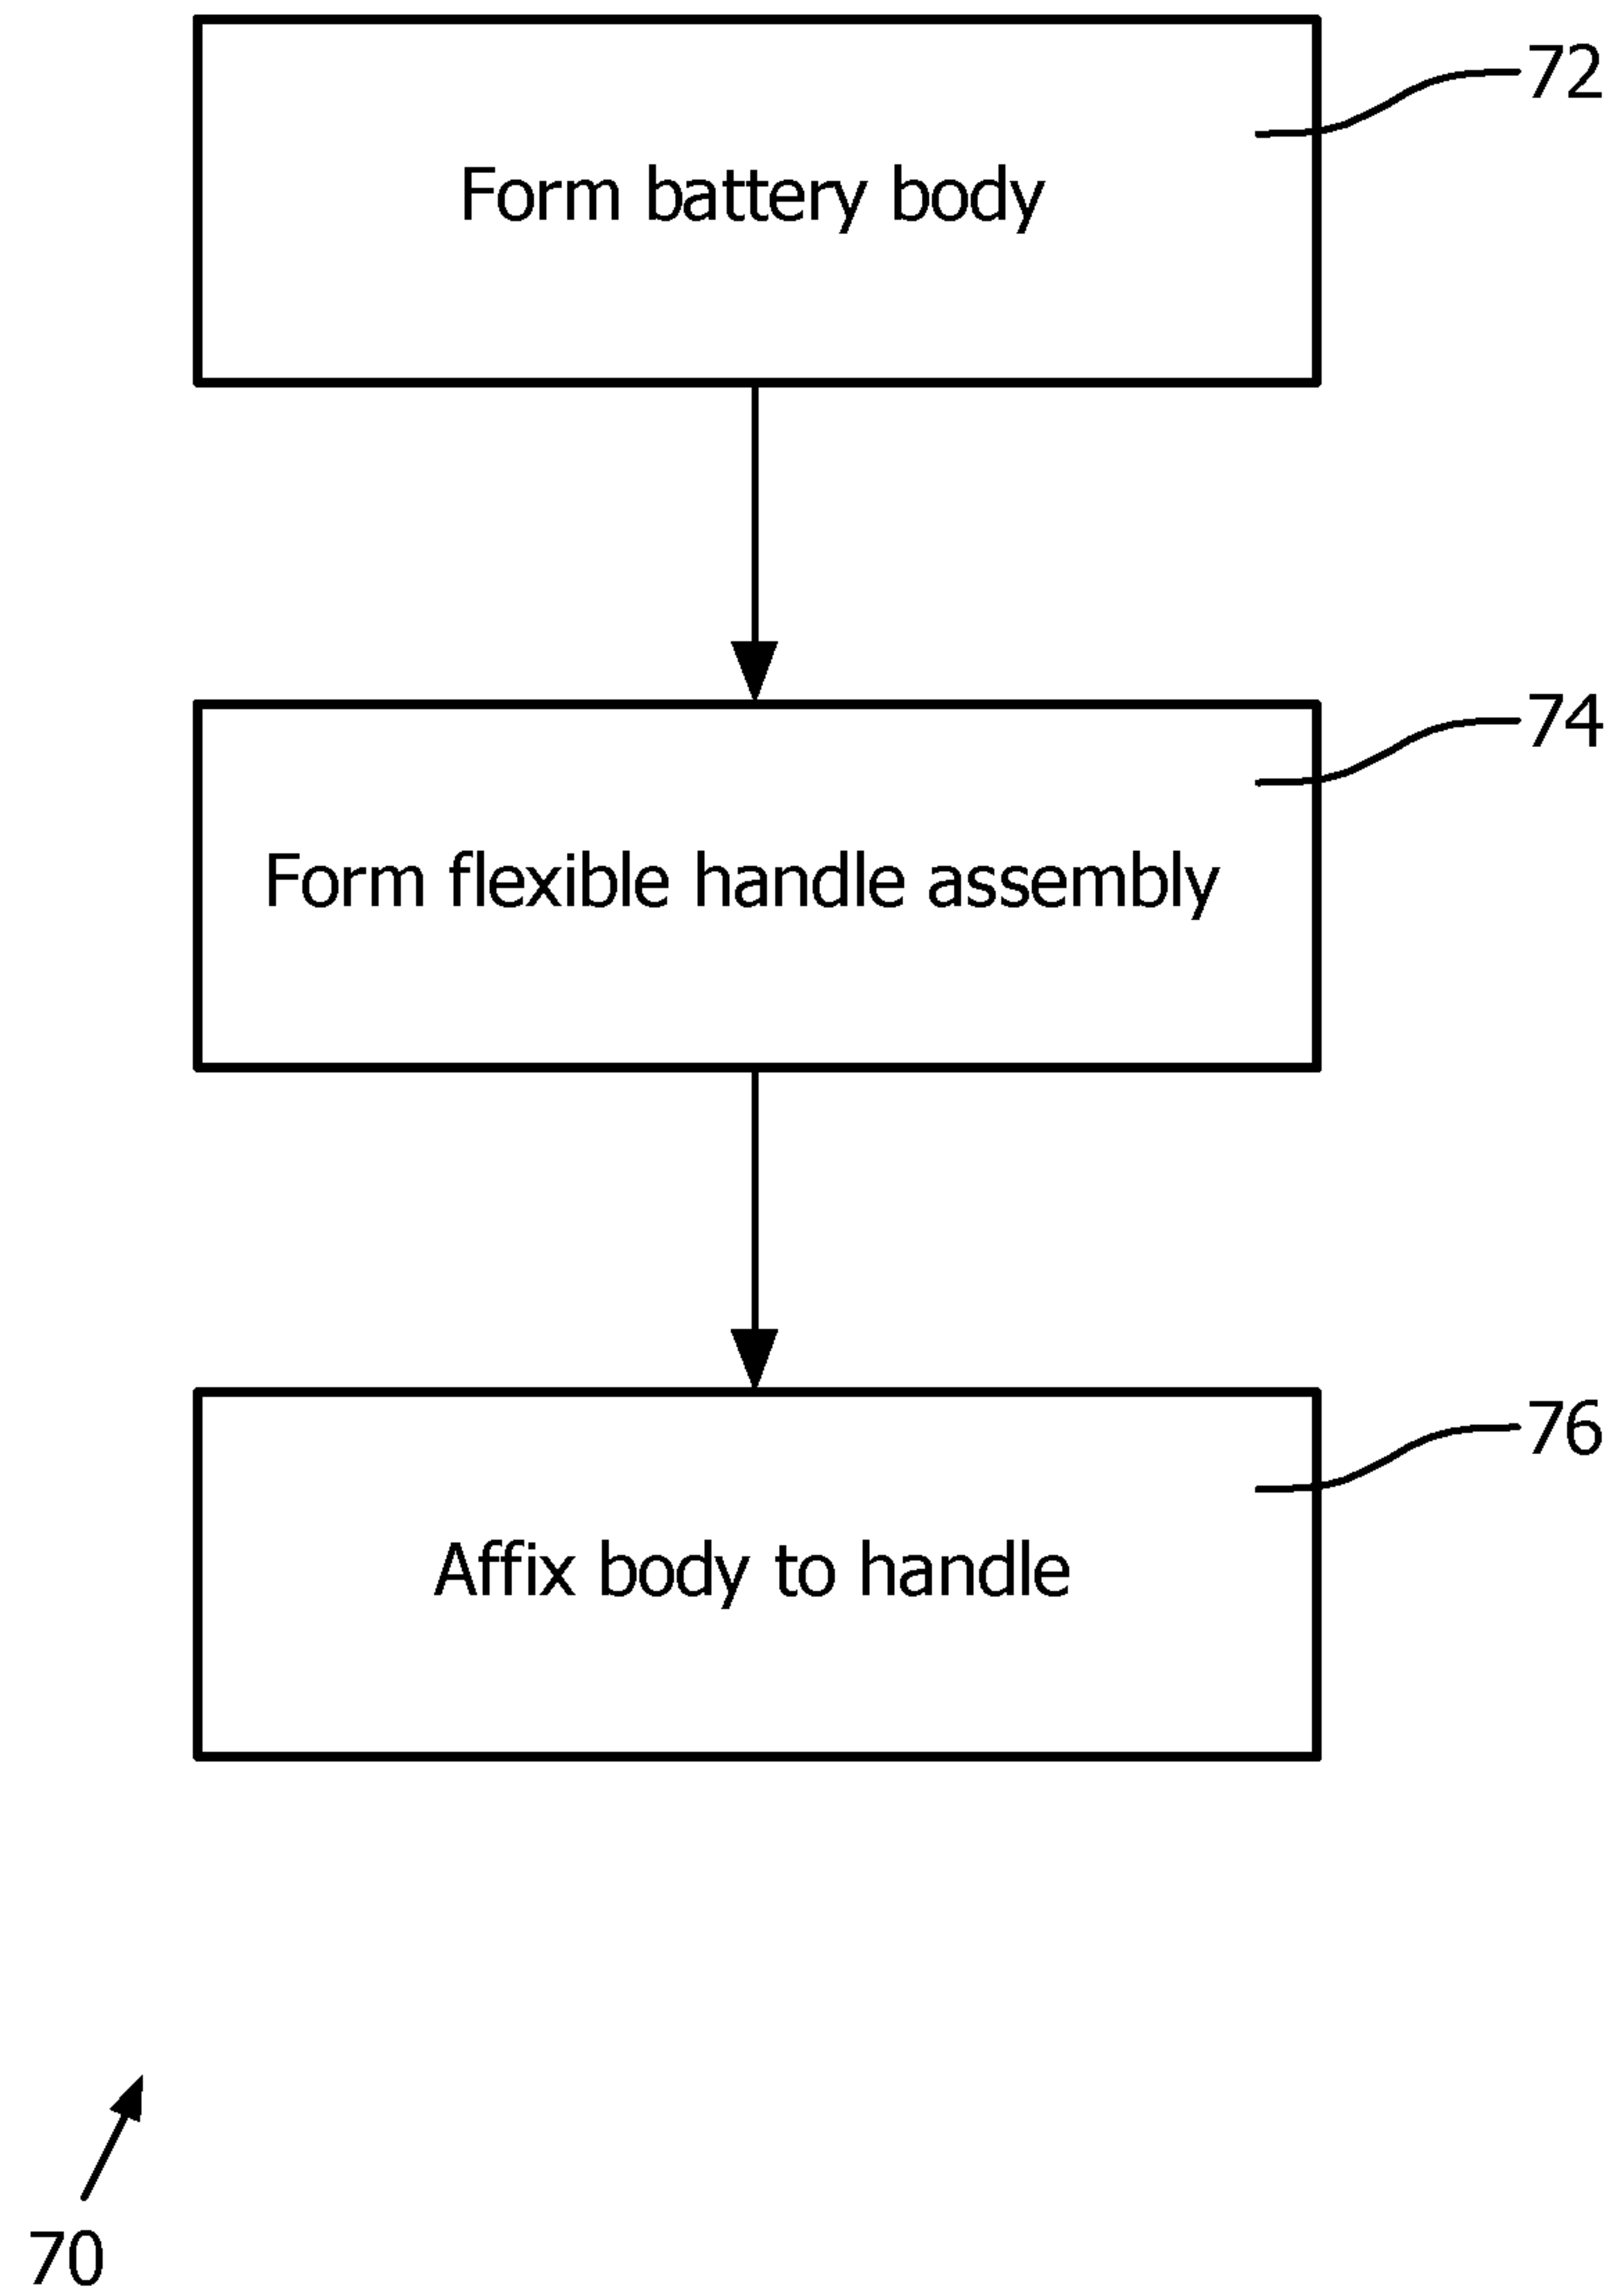 72
Form battery body
74
Form flexible handle assembly
76
Affix body to handle
70